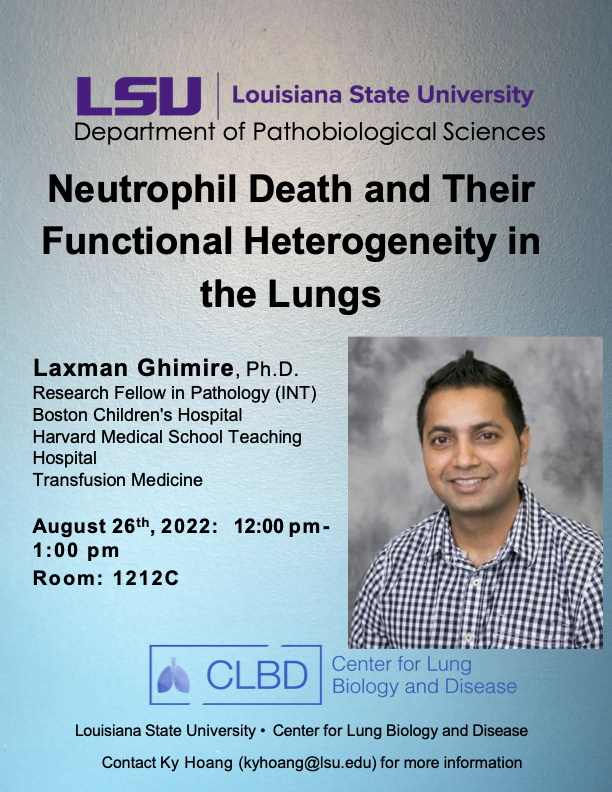 LSU Louisiana State University
Department of Pathobiological Sciences
Neutrophil Death and Their
Functional Heterogeneity in
the Lungs
Laxman Ghimire, Ph.D.
Research Fellow in Pathology (INT)
Boston Children's Hospital
Harvard Medical School Teaching
Hospital
Transfusion Medicine
August 26th, 2022: 12:00 pm-
1:00 pm
Room: 1212C
CLBD
Center for Lung
Biology and Disease
Louisiana State University • Center for Lung Biology and Disease
Contact Ky Hoang (kyhoang@lsu.edu) for more information